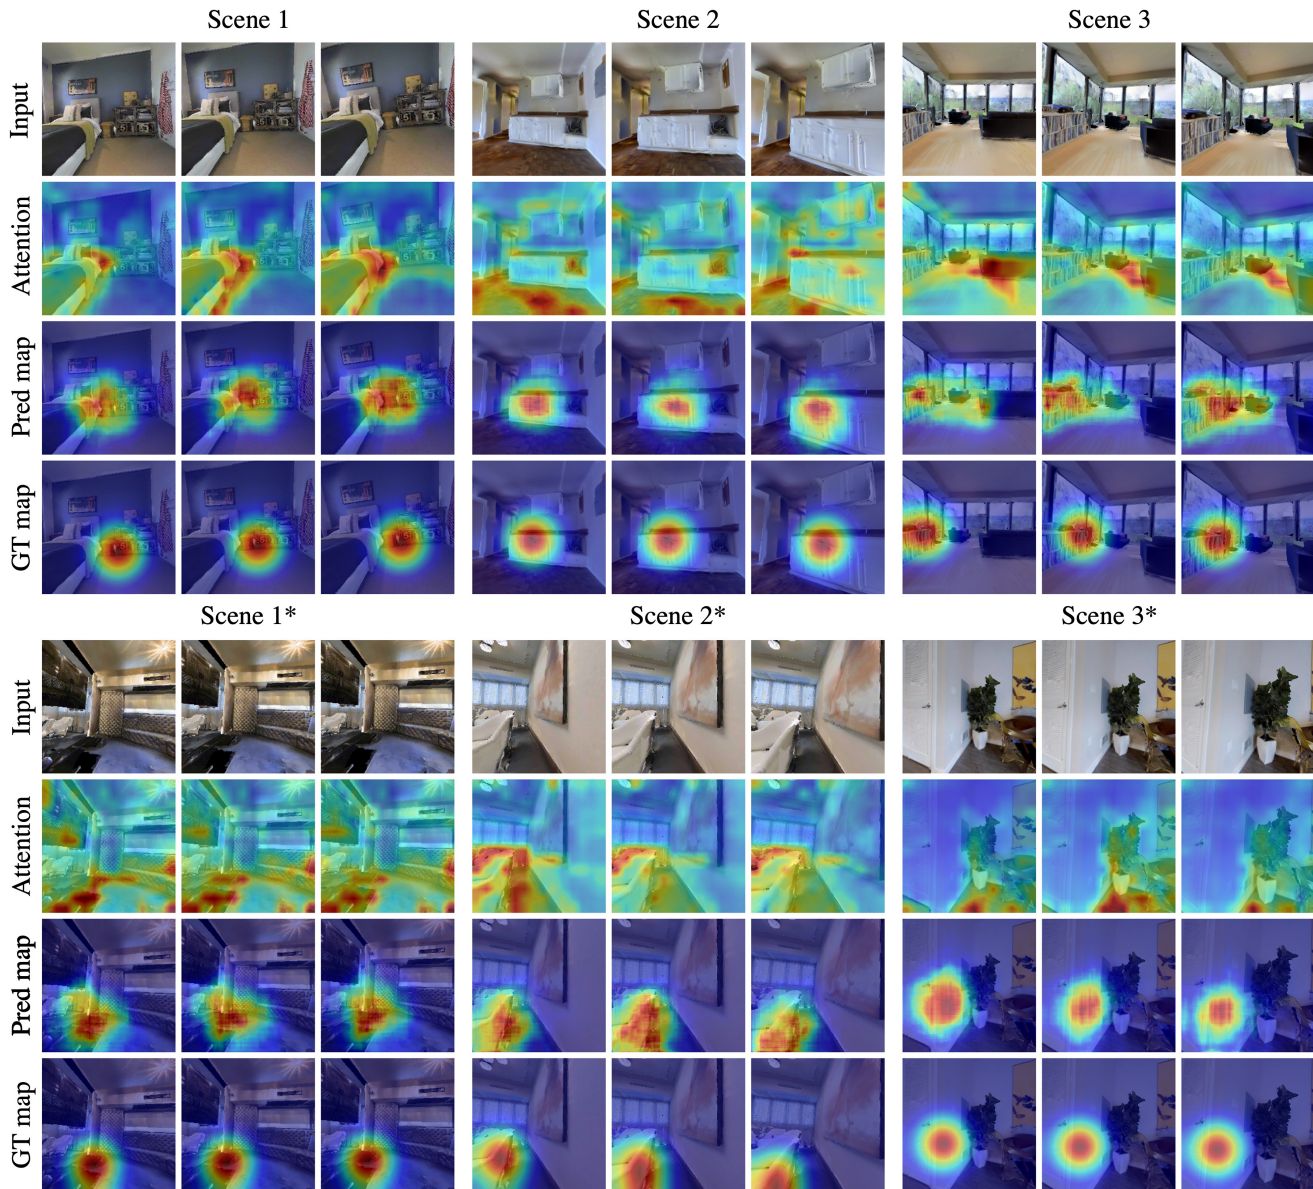 Scene 1
Scene 2
Scene 3
Input
Attention
Pred map
GT map
Scene 1*
Scene 2*
Scene 3*
Input
Attention
Pred map
GT map